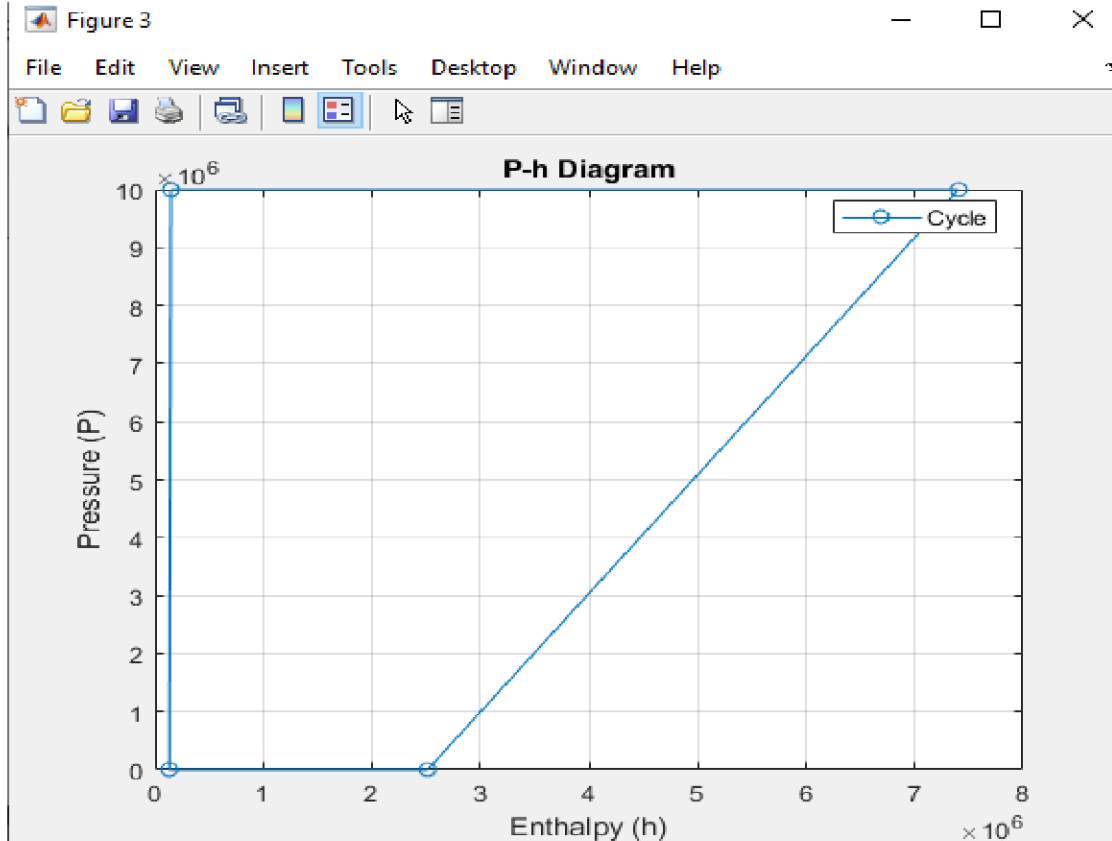 Figure 3
File Edit View Insert Tools Desktop Window Help
P-h Diagram
× 10^6
10
9
8
7
6
5
4
3
2
1
0
Pressure (P)
Cycle
0 1 2 3 4 5 6 7 8
Enthalpy (h)
× 10^6